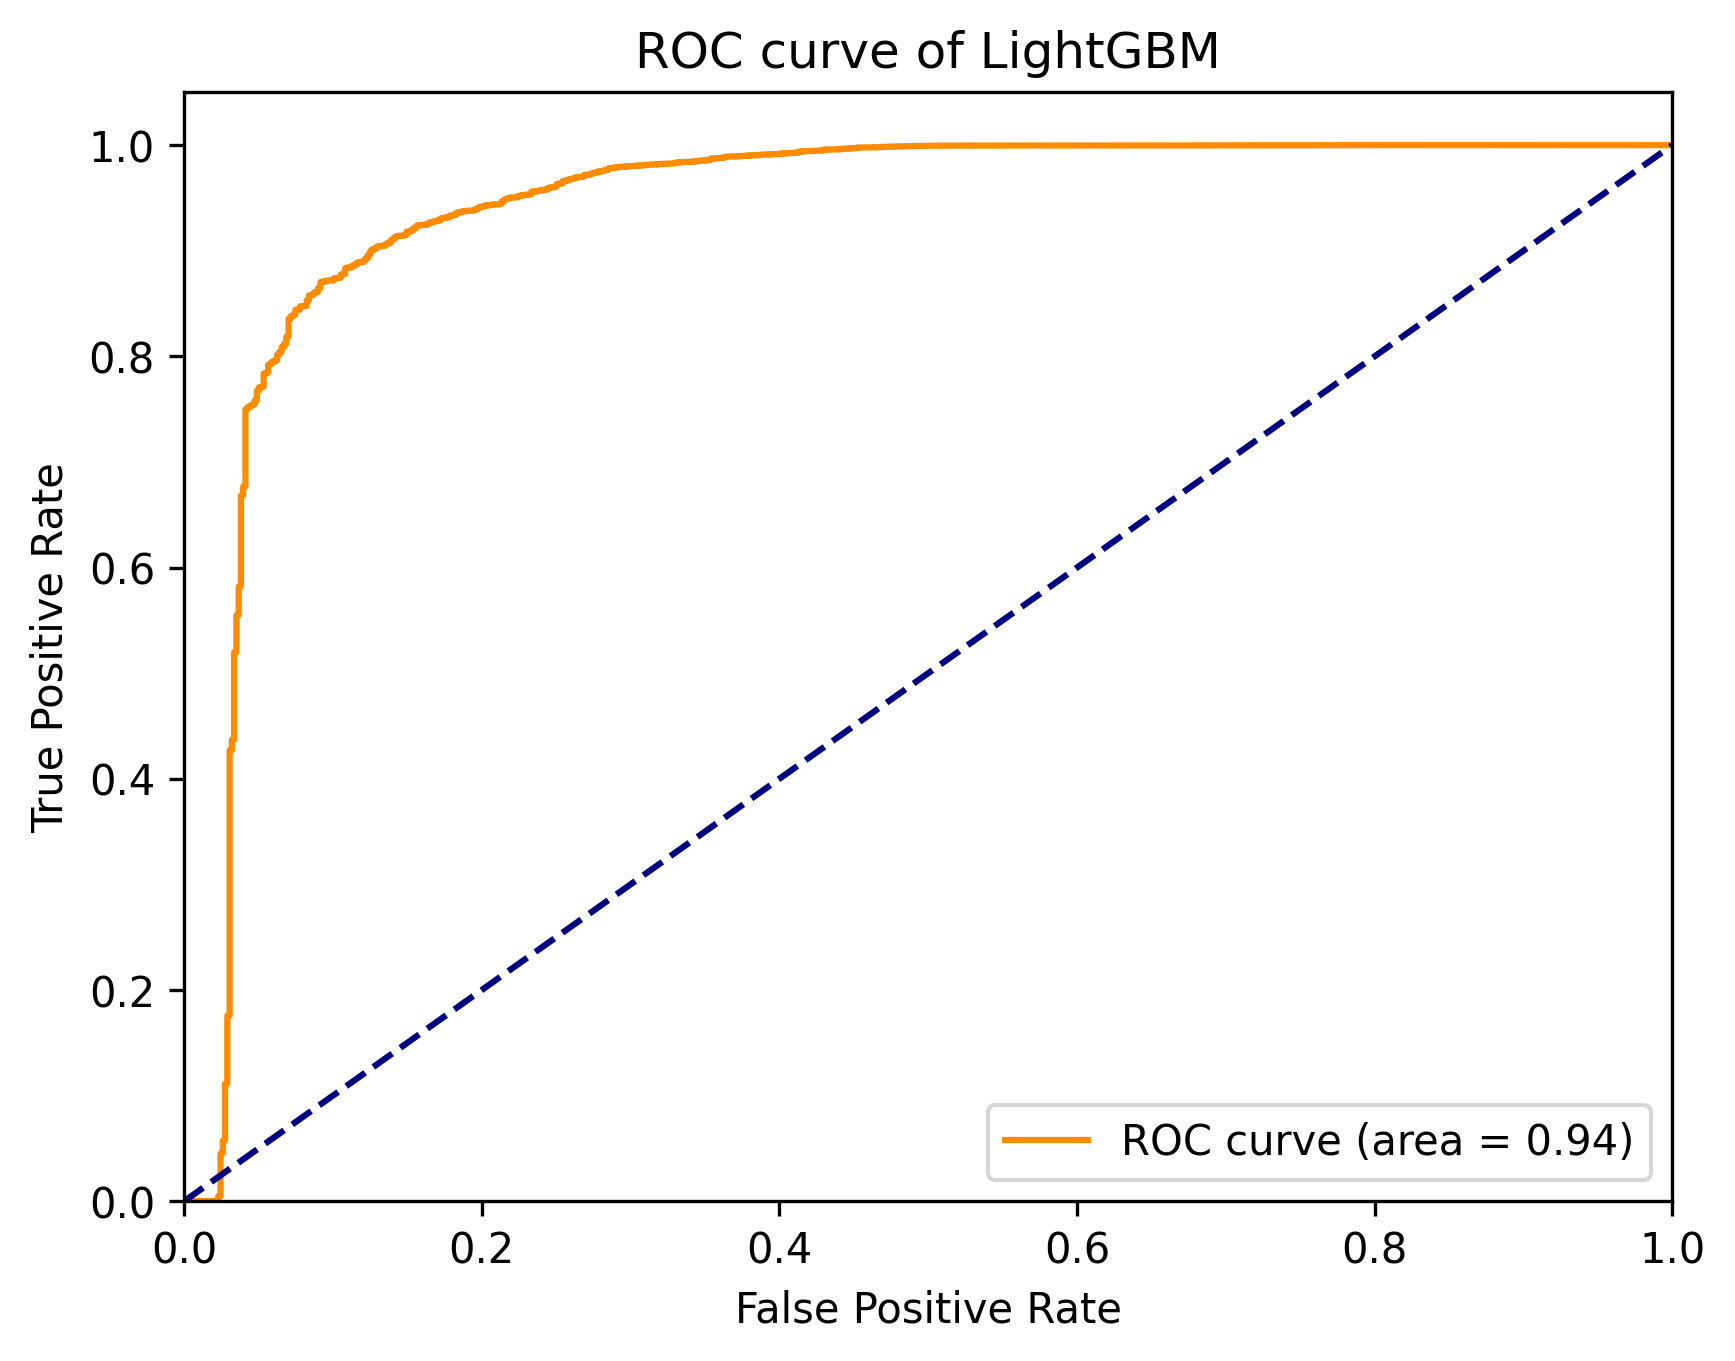 ROC curve of LightGBM
1.0
0.8
0.6
0.4
0.2
0.0
True Positive Rate
ROC curve (area = 0.94)
0.0 0.2 0.4 0.6 0.8 1.0
False Positive Rate